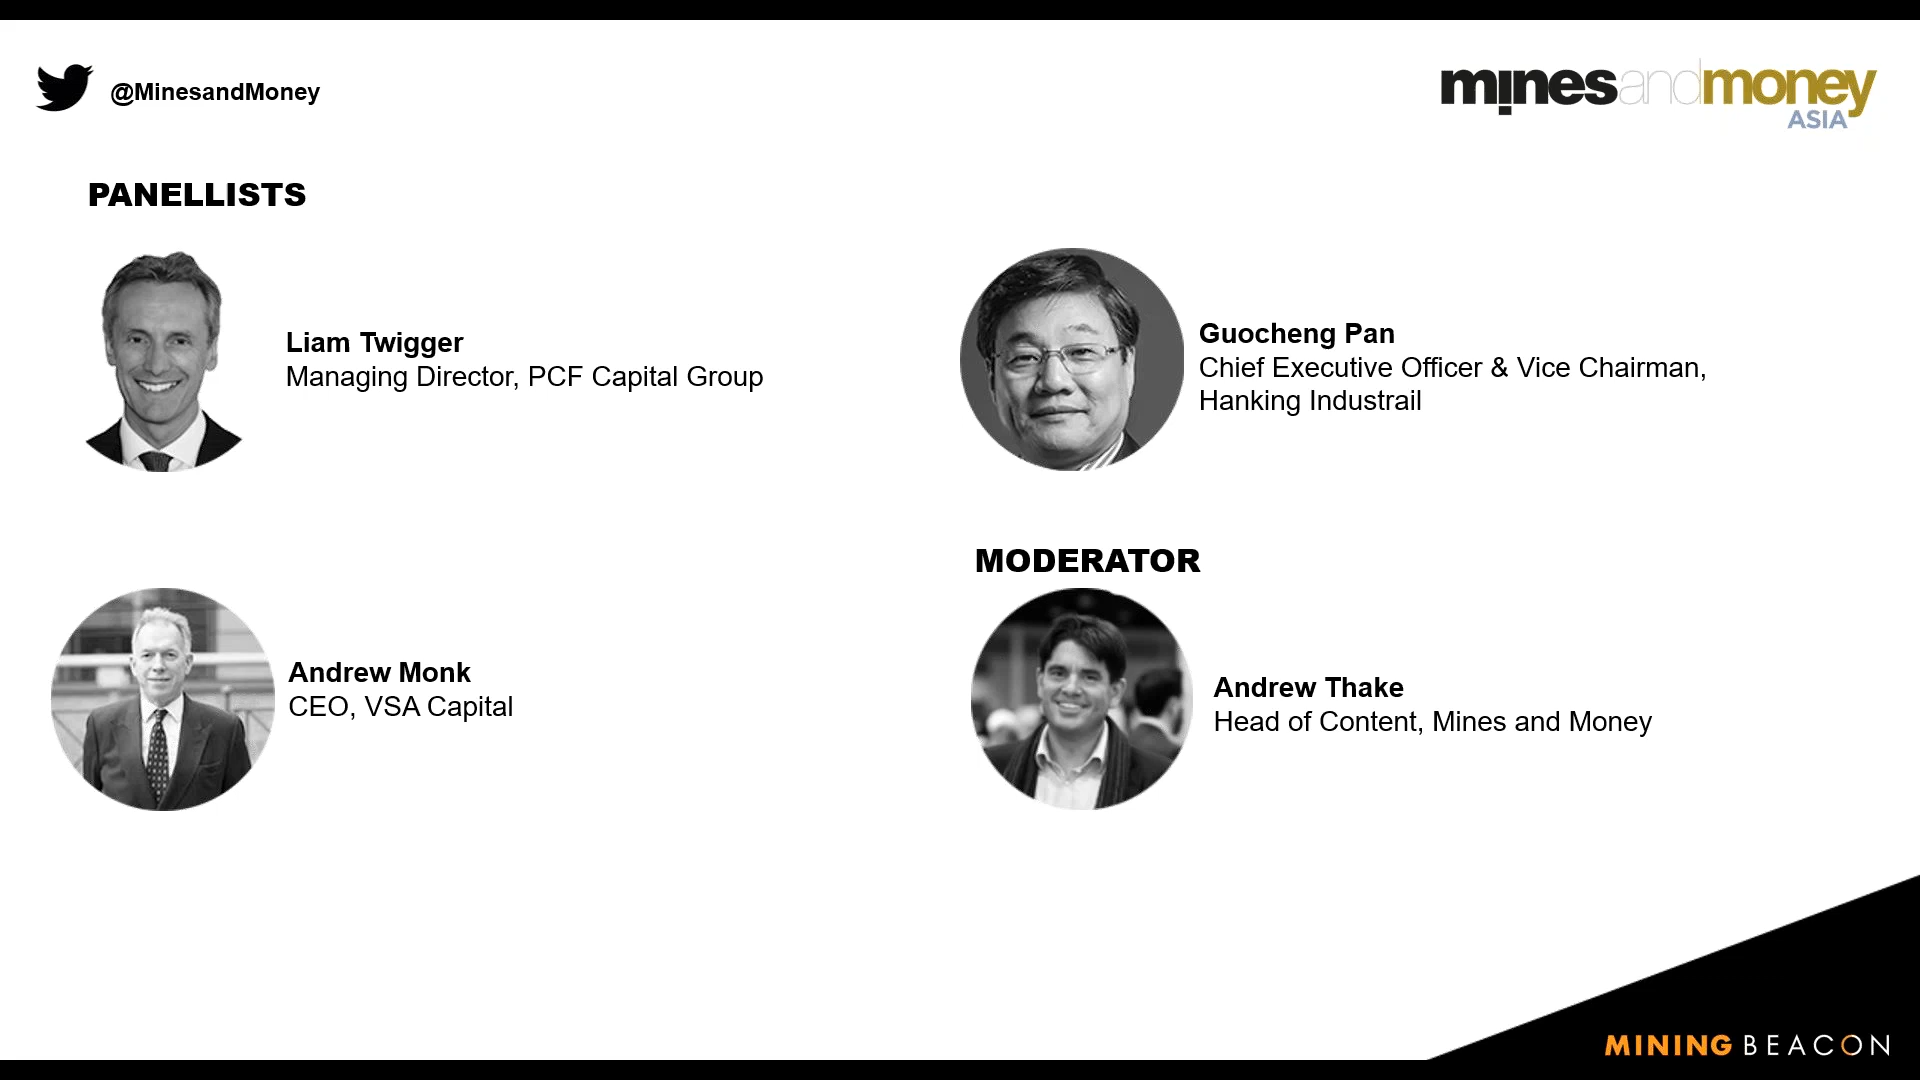 @MinesandMoney
minesandmoney
ASIA
PANELLISTS
Liam Twigger
Managing Director, PCF Capital Group
Guocheng Pan
Chief Executive Officer & Vice Chairman,
Hanking Industrail
Andrew Monk
CEO, VSA Capital
MODERATOR
Andrew Thake
Head of Content, Mines and Money
MINING BEACON